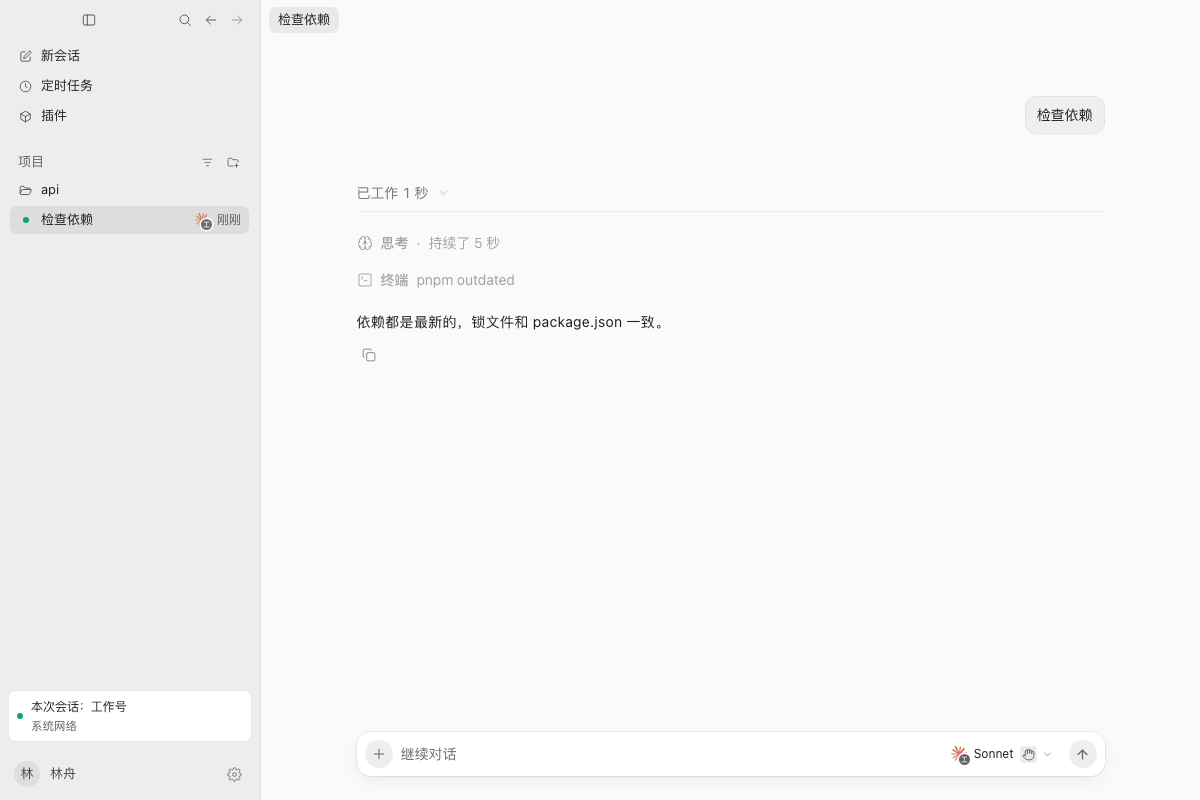 检查依赖
新会话
定时任务
插件
项目
api
检查依赖 工 刚刚
检查依赖
已工作 1 秒
思考 · 持续了 5 秒
终端 pnpm outdated
依赖都是最新的，锁文件和 package.json 一致。
本次会话：工作号
系统网络
林 林舟
继续对话
工 Sonnet